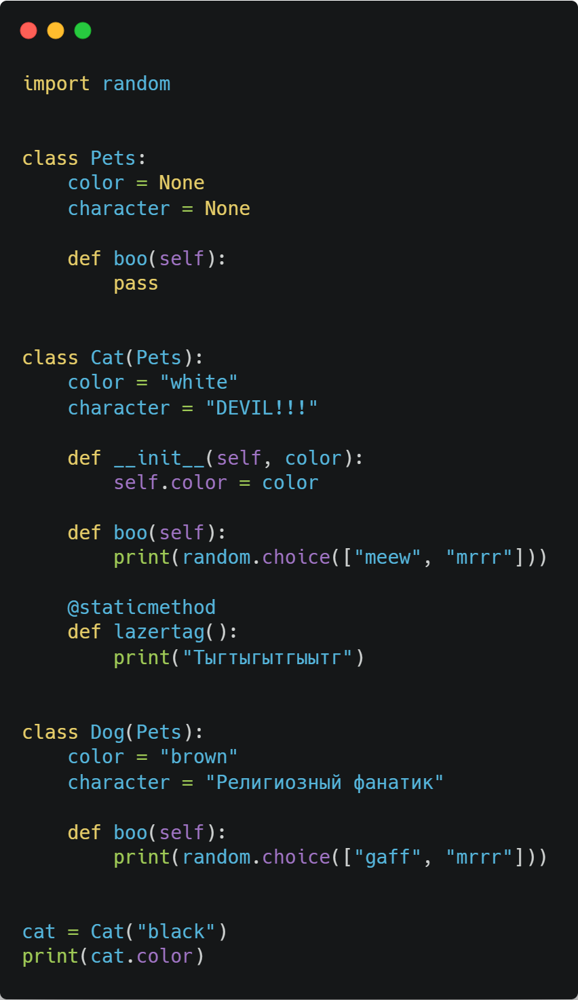 import random
class Pets:
    color = None
    character = None
    def boo(self):
        pass
class Cat(Pets):
    color = "white"
    character = "DEVIL!!!"
    def __init__(self, color):
        self.color = color
    def boo(self):
        print(random.choice(["meew", "mrrr"]))
    @staticmethod
    def lazertag():
        print("Тыгтыгытгыытг")
class Dog(Pets):
    color = "brown"
    character = "Религиозный фанатик"
    def boo(self):
        print(random.choice(["gaff", "mrrr"]))
cat = Cat("black")
print(cat.color)